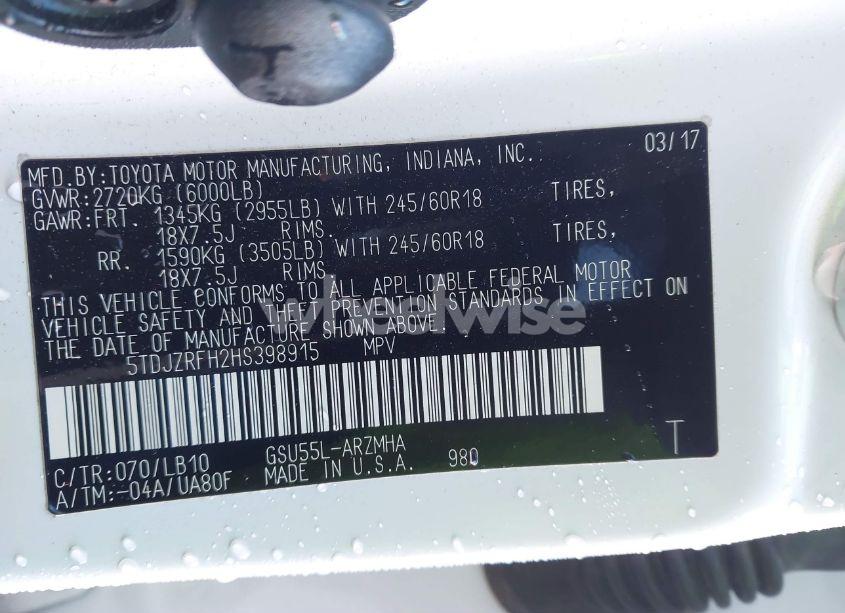 T
MFD.BY:TOYOTA MOTOR MANUFACTURING, INDIANA, INC. 03/17
GVWR:2720KG (6000LB)
GAWR:FRT. 1345KG (2955LB) WITH 245/60R18 TIRES,
18X7.5J RIMS.
RR. 1590KG (3505LB) WITH 245/60R18 TIRES,
18X7.5J RIMS.
THIS VEHICLE CONFORMS TO ALL APPLICABLE FEDERAL MOTOR
VEHICLE SAFETY AND THEFT PREVENTION STANDARDS IN EFFECT ON
THE DATE OF MANUFACTURE SHOWN ABOVE.
wheelwise
5TDJZRFH2HS398915 MPV
C/TR:070/LB10 GSU55L-ARZMHA
A/TM:-04A/UA80F MADE IN U.S.A. 980
T